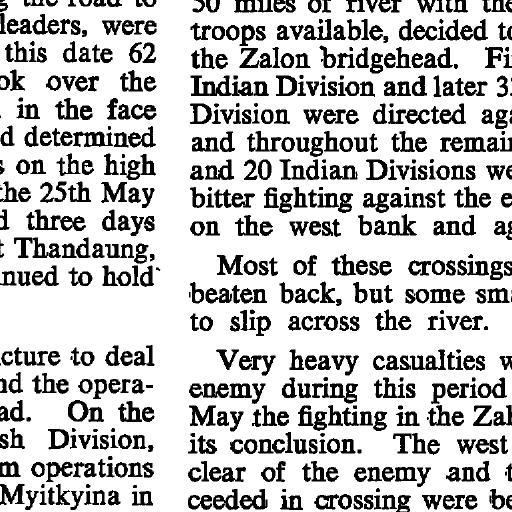 the road to
leaders, were
this date 62
ok over the
in the face
d determined
s on the high
the 25th May
d three days
t Thandaung,
nued to hold
cture to deal
nd the opera-
ad. On the
sh Division,
m operations
Myitkyina in
50 miles of river with the
troops available, decided to
the Zalon bridgehead. Fi
Indian Division and later 3
Division were directed aga
and throughout the remain
and 20 Indian Divisions we
bitter fighting against the e
on the west bank and ag
Most of these crossings
beaten back, but some sma
to slip across the river.
Very heavy casualties w
enemy during this period
May the fighting in the Zal
its conclusion. The west
clear of the enemy and t
ceeded in crossing were be